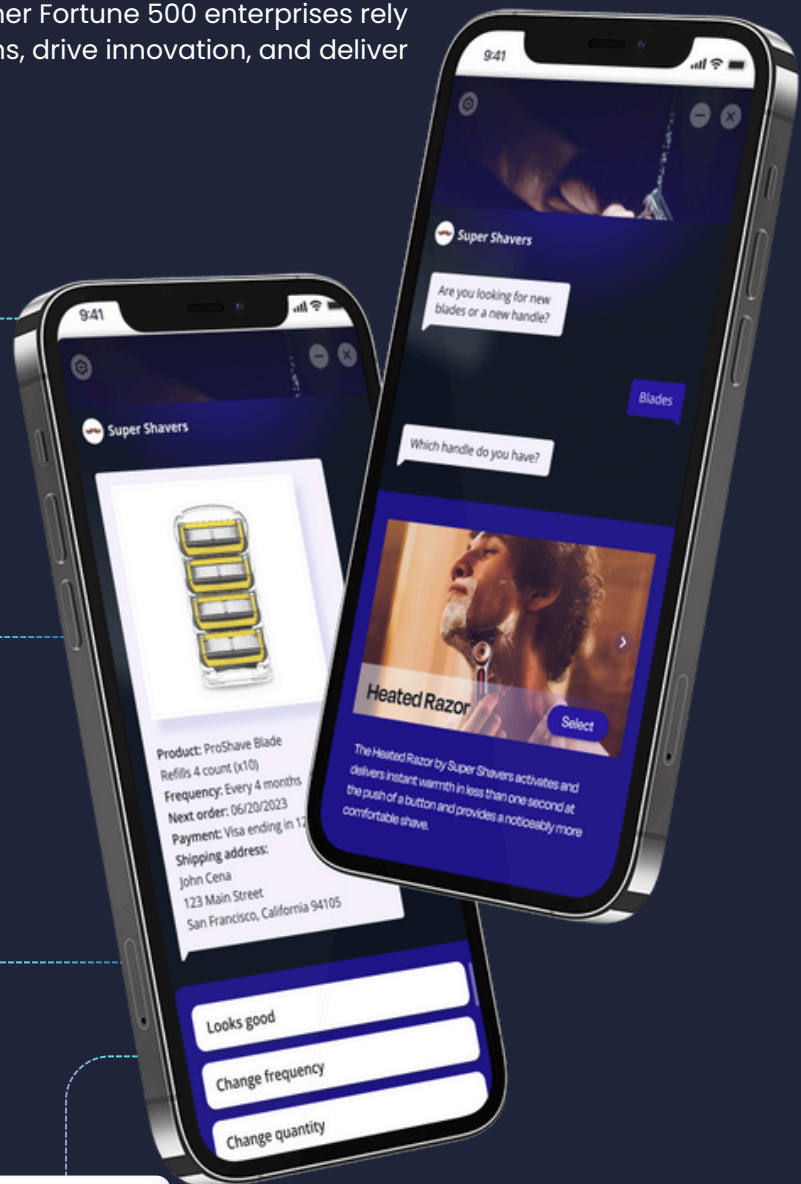 her Fortune 500 enterprises rely
ns, drive innovation, and deliver
9:41
Super Shavers
Are you looking for new
blades or a new handle?
Blades
Which handle do you have?
Heated Razor
Select
The Heated Razor by Super Shavers activates and
delivers instant warmth in less than one second at
the push of a button and provides a noticeably more
comfortable shave.
9:41
Super Shavers
Product: ProShave Blade
Refills 4 count (x10)
Frequency: Every 4 months
Next order: 06/20/2023
Payment: Visa ending in 12
Shipping address:
John Cena
123 Main Street
San Francisco, California 94105
Looks good
Change frequency
Change quantity